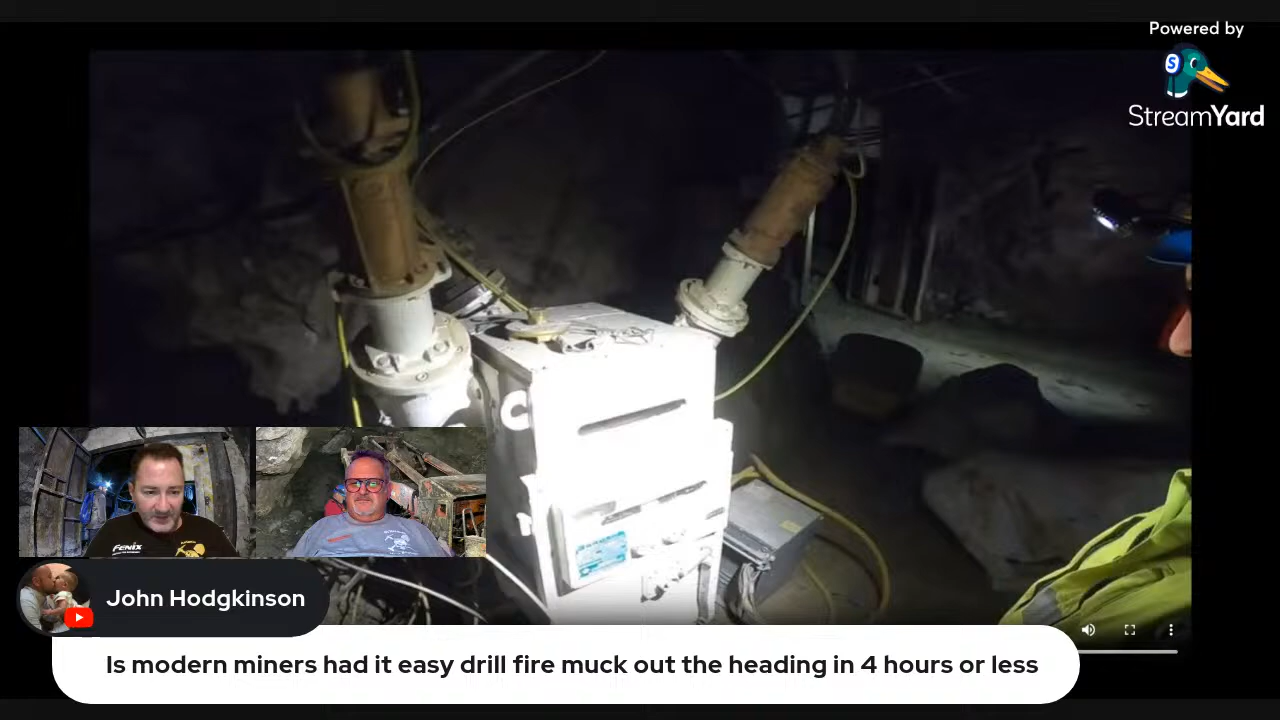 Powered by
StreamYard
FENIX
John Hodgkinson
Is modern miners had it easy drill fire muck out the heading in 4 hours or less